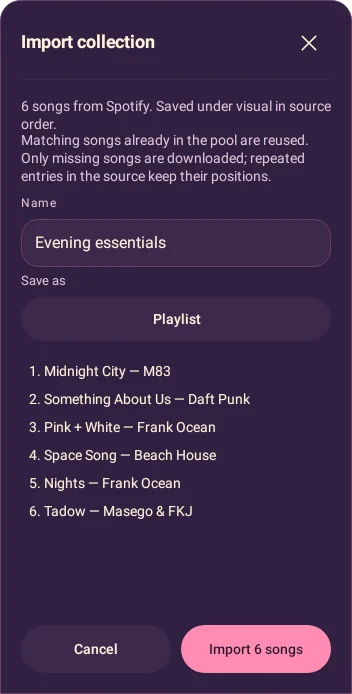 Import collection
6 songs from Spotify. Saved under visual in source
order.
Matching songs already in the pool are reused.
Only missing songs are downloaded; repeated
entries in the source keep their positions.
Name
Evening essentials
Save as
Playlist
1. Midnight City — M83
2. Something About Us — Daft Punk
3. Pink + White — Frank Ocean
4. Space Song — Beach House
5. Nights — Frank Ocean
6. Tadow — Masego & FKJ
Cancel
Import 6 songs